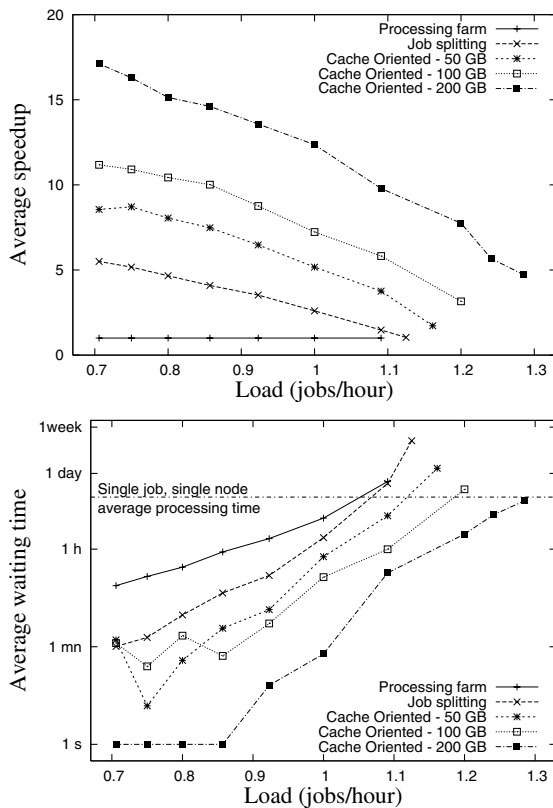 Average speedup
20
15
10
5
0
Processing farm
Job splitting
Cache Oriented - 50 GB
Cache Oriented - 100 GB
Cache Oriented - 200 GB
0.7 0.8 0.9 1 1.1 1.2 1.3
Load (jobs/hour)
Average waiting time
1week
1 day
1 h
1 mn
1 s
Single job, single node
average processing time
Processing farm
Job splitting
Cache Oriented - 50 GB
Cache Oriented - 100 GB
Cache Oriented - 200 GB
0.7 0.8 0.9 1 1.1 1.2 1.3
Load (jobs/hour)